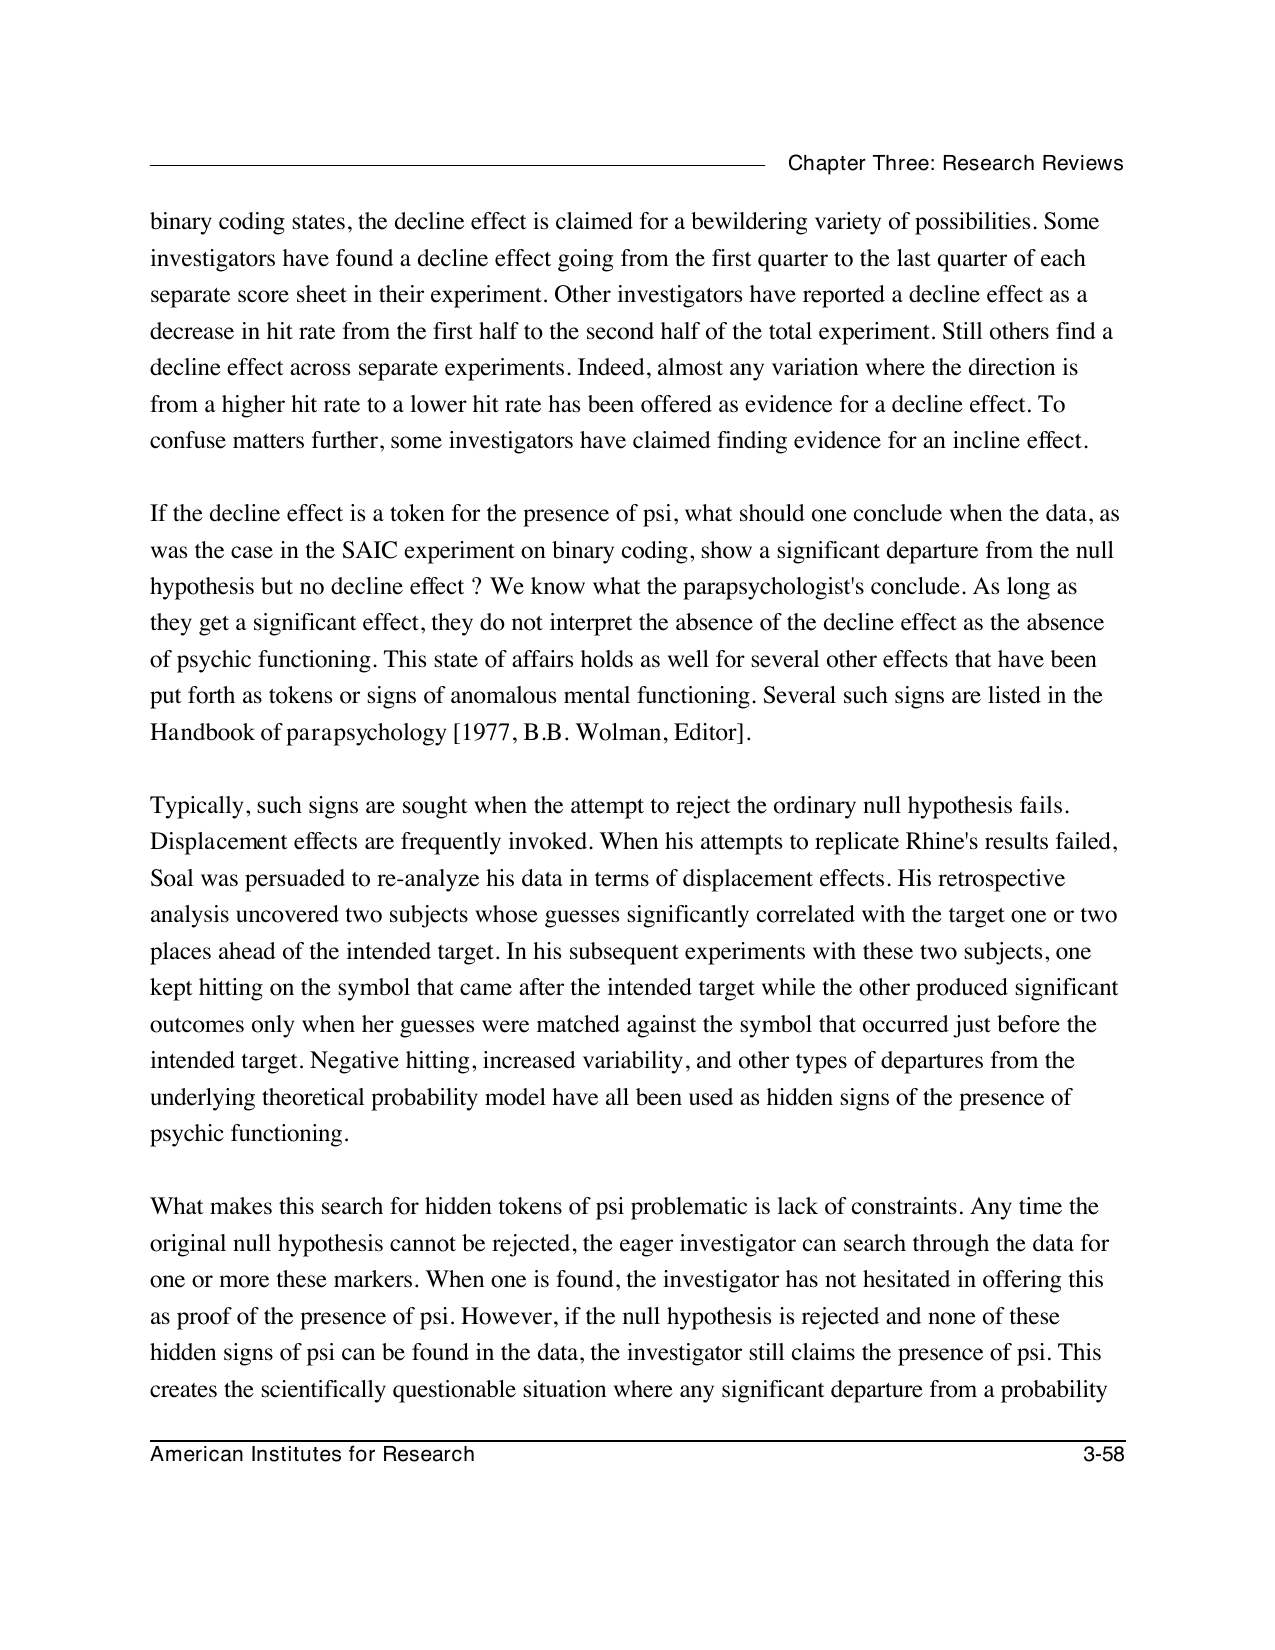 Chapter Three: Research Reviews
binary coding states, the decline effect is claimed for a bewildering variety of possibilities. Some
investigators have found a decline effect going from the first quarter to the last quarter of each
separate score sheet in their experiment. Other investigators have reported a decline effect as a
decrease in hit rate from the first half to the second half of the total experiment. Still others find a
decline effect across separate experiments. Indeed, almost any variation where the direction is
from a higher hit rate to a lower hit rate has been offered as evidence for a decline effect. To
confuse matters further, some investigators have claimed finding evidence for an incline effect.
If the decline effect is a token for the presence of psi, what should one conclude when the data, as
was the case in the SAIC experiment on binary coding, show a significant departure from the null
hypothesis but no decline effect ? We know what the parapsychologist's conclude. As long as
they get a significant effect, they do not interpret the absence of the decline effect as the absence
of psychic functioning. This state of affairs holds as well for several other effects that have been
put forth as tokens or signs of anomalous mental functioning. Several such signs are listed in the
Handbook of parapsychology [1977, B.B. Wolman, Editor].
Typically, such signs are sought when the attempt to reject the ordinary null hypothesis fails.
Displacement effects are frequently invoked. When his attempts to replicate Rhine's results failed,
Soal was persuaded to re-analyze his data in terms of displacement effects. His retrospective
analysis uncovered two subjects whose guesses significantly correlated with the target one or two
places ahead of the intended target. In his subsequent experiments with these two subjects, one
kept hitting on the symbol that came after the intended target while the other produced significant
outcomes only when her guesses were matched against the symbol that occurred just before the
intended target. Negative hitting, increased variability, and other types of departures from the
underlying theoretical probability model have all been used as hidden signs of the presence of
psychic functioning.
What makes this search for hidden tokens of psi problematic is lack of constraints. Any time the
original null hypothesis cannot be rejected, the eager investigator can search through the data for
one or more these markers. When one is found, the investigator has not hesitated in offering this
as proof of the presence of psi. However, if the null hypothesis is rejected and none of these
hidden signs of psi can be found in the data, the investigator still claims the presence of psi. This
creates the scientifically questionable situation where any significant departure from a probability
American Institutes for Research 3-58